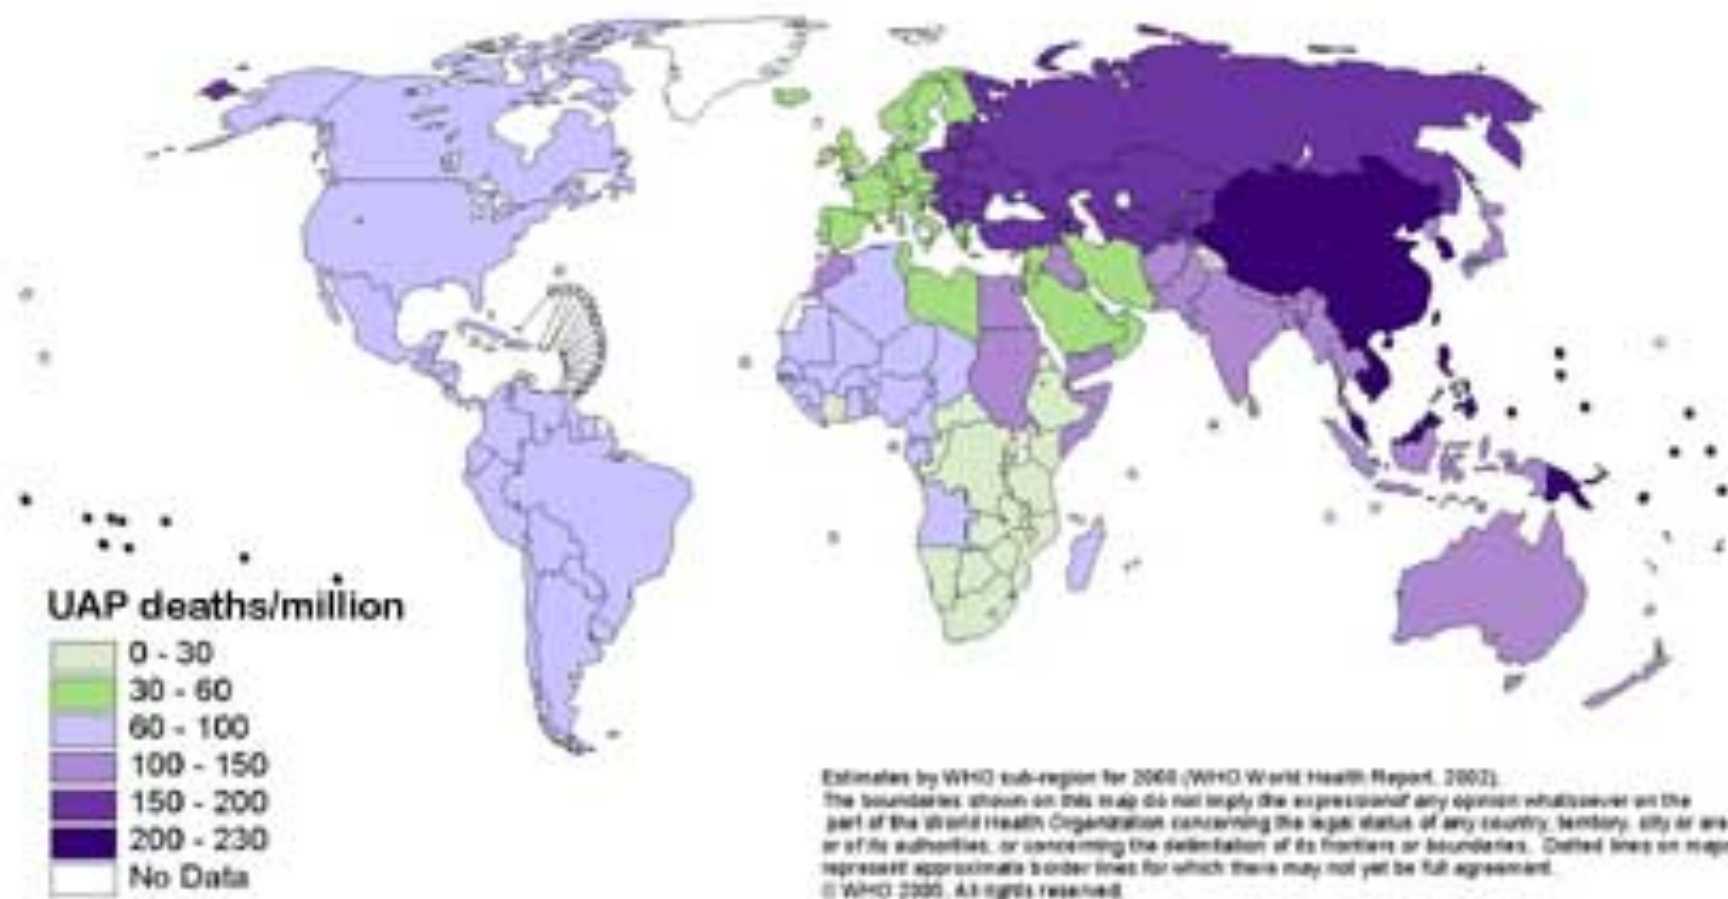 UAP deaths/million
0 - 30
30 - 60
60 - 100
100 - 150
150 - 200
200 - 230
No Data
Estimates by WHO sub-region for 2000 (WHO World Health Report, 2002).
The boundaries shown on this map do not imply the expression of any opinion whatsoever on the
part of the World Health Organization concerning the legal status of any country, territory, city or are
or of its authorities, or concerning the delimitation of its frontiers or boundaries. Dotted lines on map
represent approximate border lines for which there may not yet be full agreement.
© WHO 2000. All rights reserved.